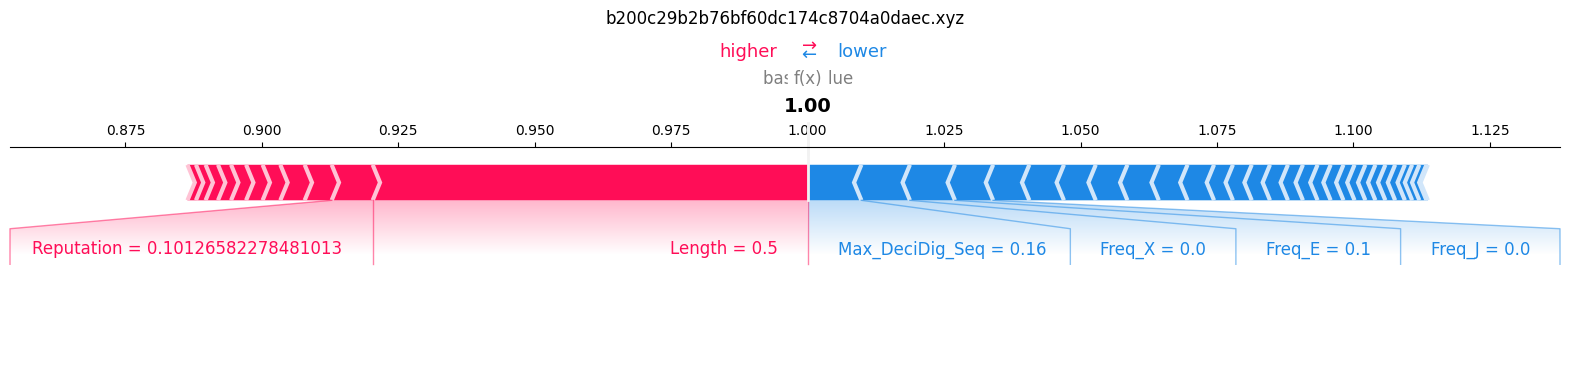 b200c29b2b76bf60dc174c8704a0daec.xyz
higher ⇄ lower
f(x)
1.00
0.875 0.900 0.925 0.950 0.975 1.000 1.025 1.050 1.075 1.100 1.125
Reputation = 0.10126582278481013 Length = 0.5 Max_DeciDig_Seq = 0.16 Freq_X = 0.0 Freq_E = 0.1 Freq_J = 0.0